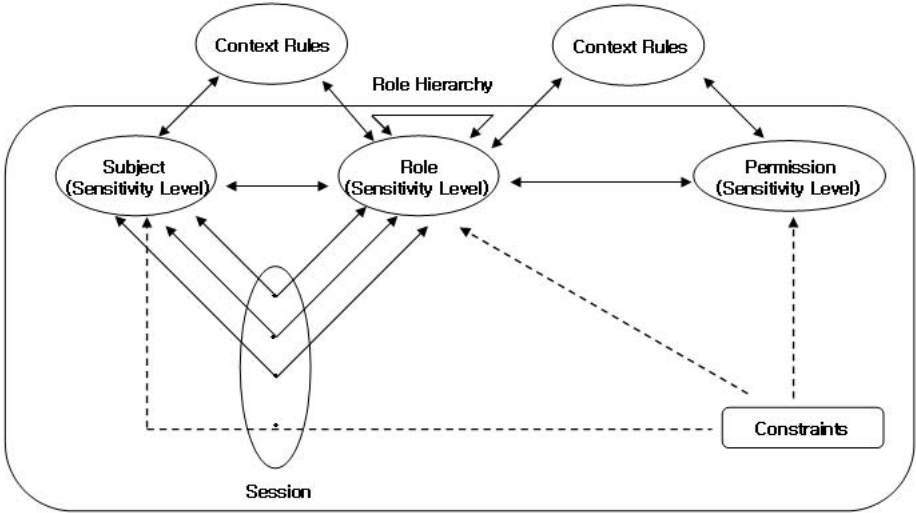 Context Rules
Context Rules
Role Hierarchy
Subject
(Sensitivity Level)
Role
(Sensitivity Level)
Permission
(Sensitivity Level)
Constraints
Session